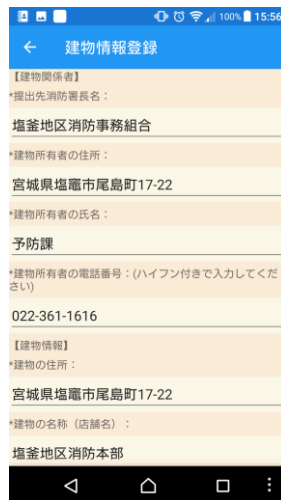 100% 15:56
建物情報登録
【建物関係者】
*提出先消防署長名：
塩釜地区消防事務組合
*建物所有者の住所：
宮城県塩竈市尾島町17-22
*建物所有者の氏名：
予防課
*建物所有者の電話番号：(ハイフン付きで入力してくだ
さい)
022-361-1616
【建物情報】
*建物の住所：
宮城県塩竈市尾島町17-22
*建物の名称（店舗名）：
塩釜地区消防本部